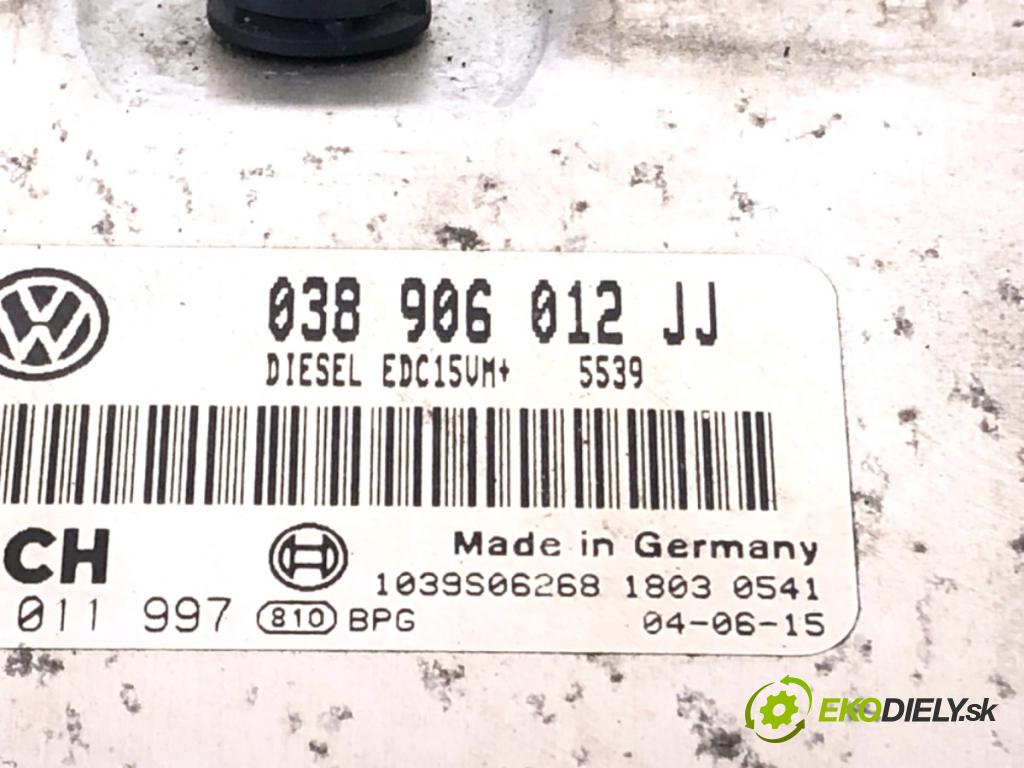 VW
038 906 012 JJ
DIESEL EDC15VM+ 5539
CH
Made in Germany
1039S06268 1803 0541
011 997 810 BPG
04-06-15
EKODIELY.sk